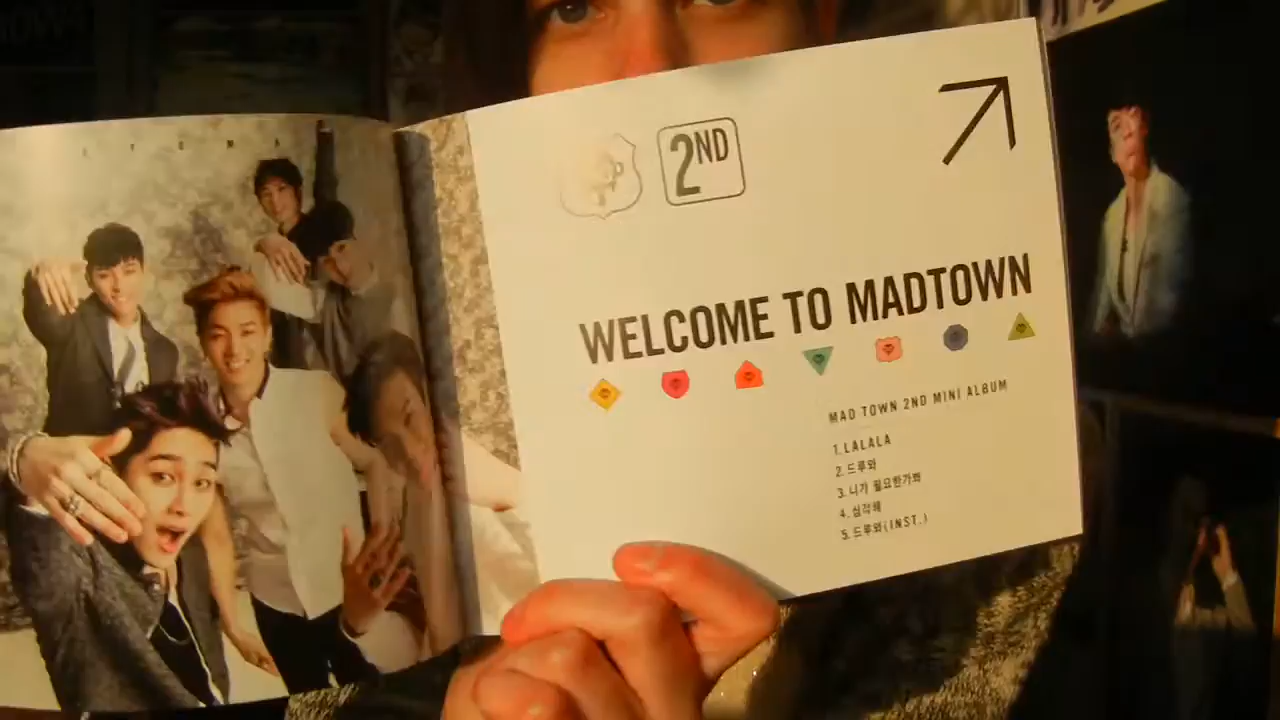 2ND
WELCOME TO MADTOWN
MAD TOWN 2ND MINI ALBUM
1. LALALA
2. 드루와
3. 니가 필요한가봐
4. 심각해
5. 드루와 (INST.)